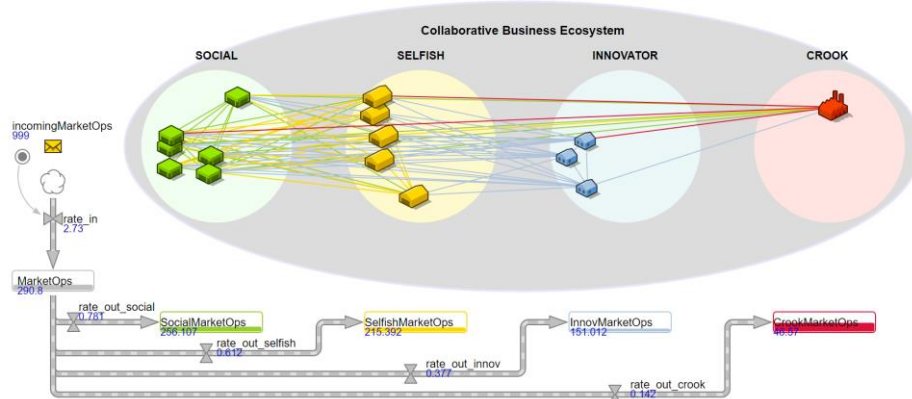 Collaborative Business Ecosystem
SOCIAL
SELFISH
INNOVATOR
CROOK
incomingMarketOps
999
rate_in
2.73
MarketOps
290.8
rate_out_social
0.781
SocialMarketOps
256.107
SelfishMarketOps
215.392
InnovMarketOps
151.012
CrookMarketOps
rate_out_selfish
0.612
rate_out_innov
0.377
rate_out_crook
0.142